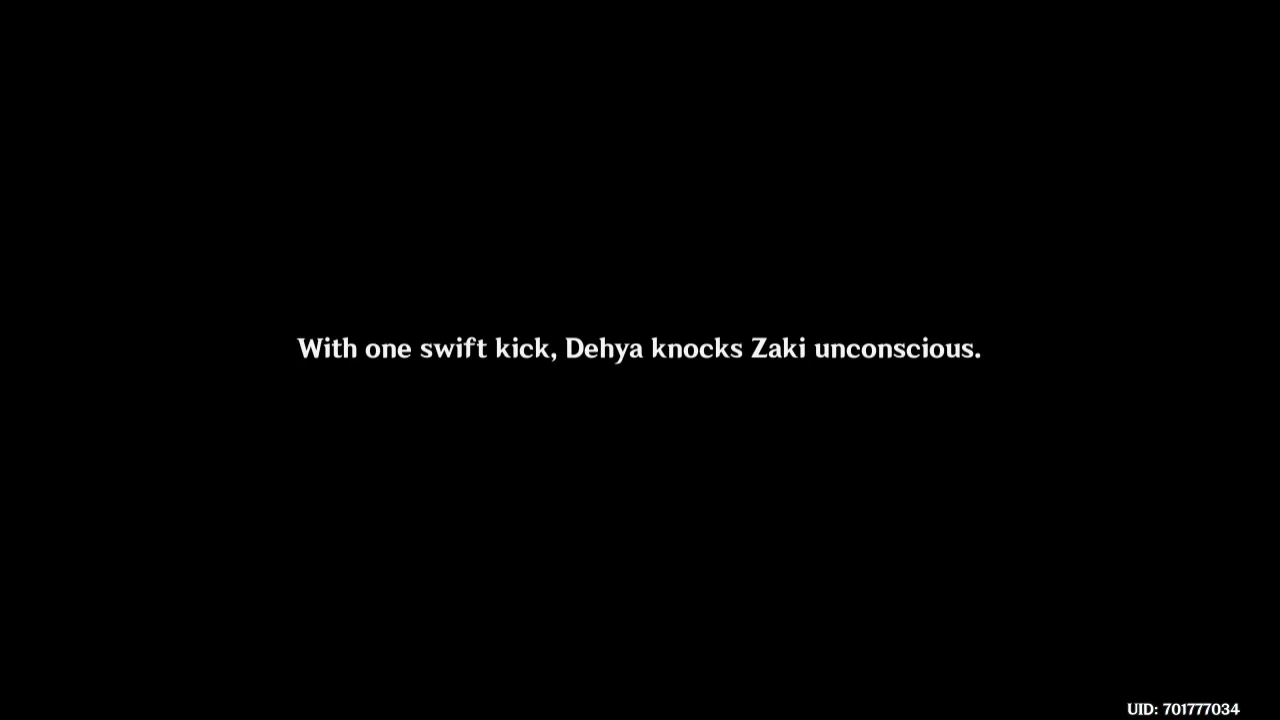 With one swift kick, Dehya knocks Zaki unconscious.
UID: 701777034